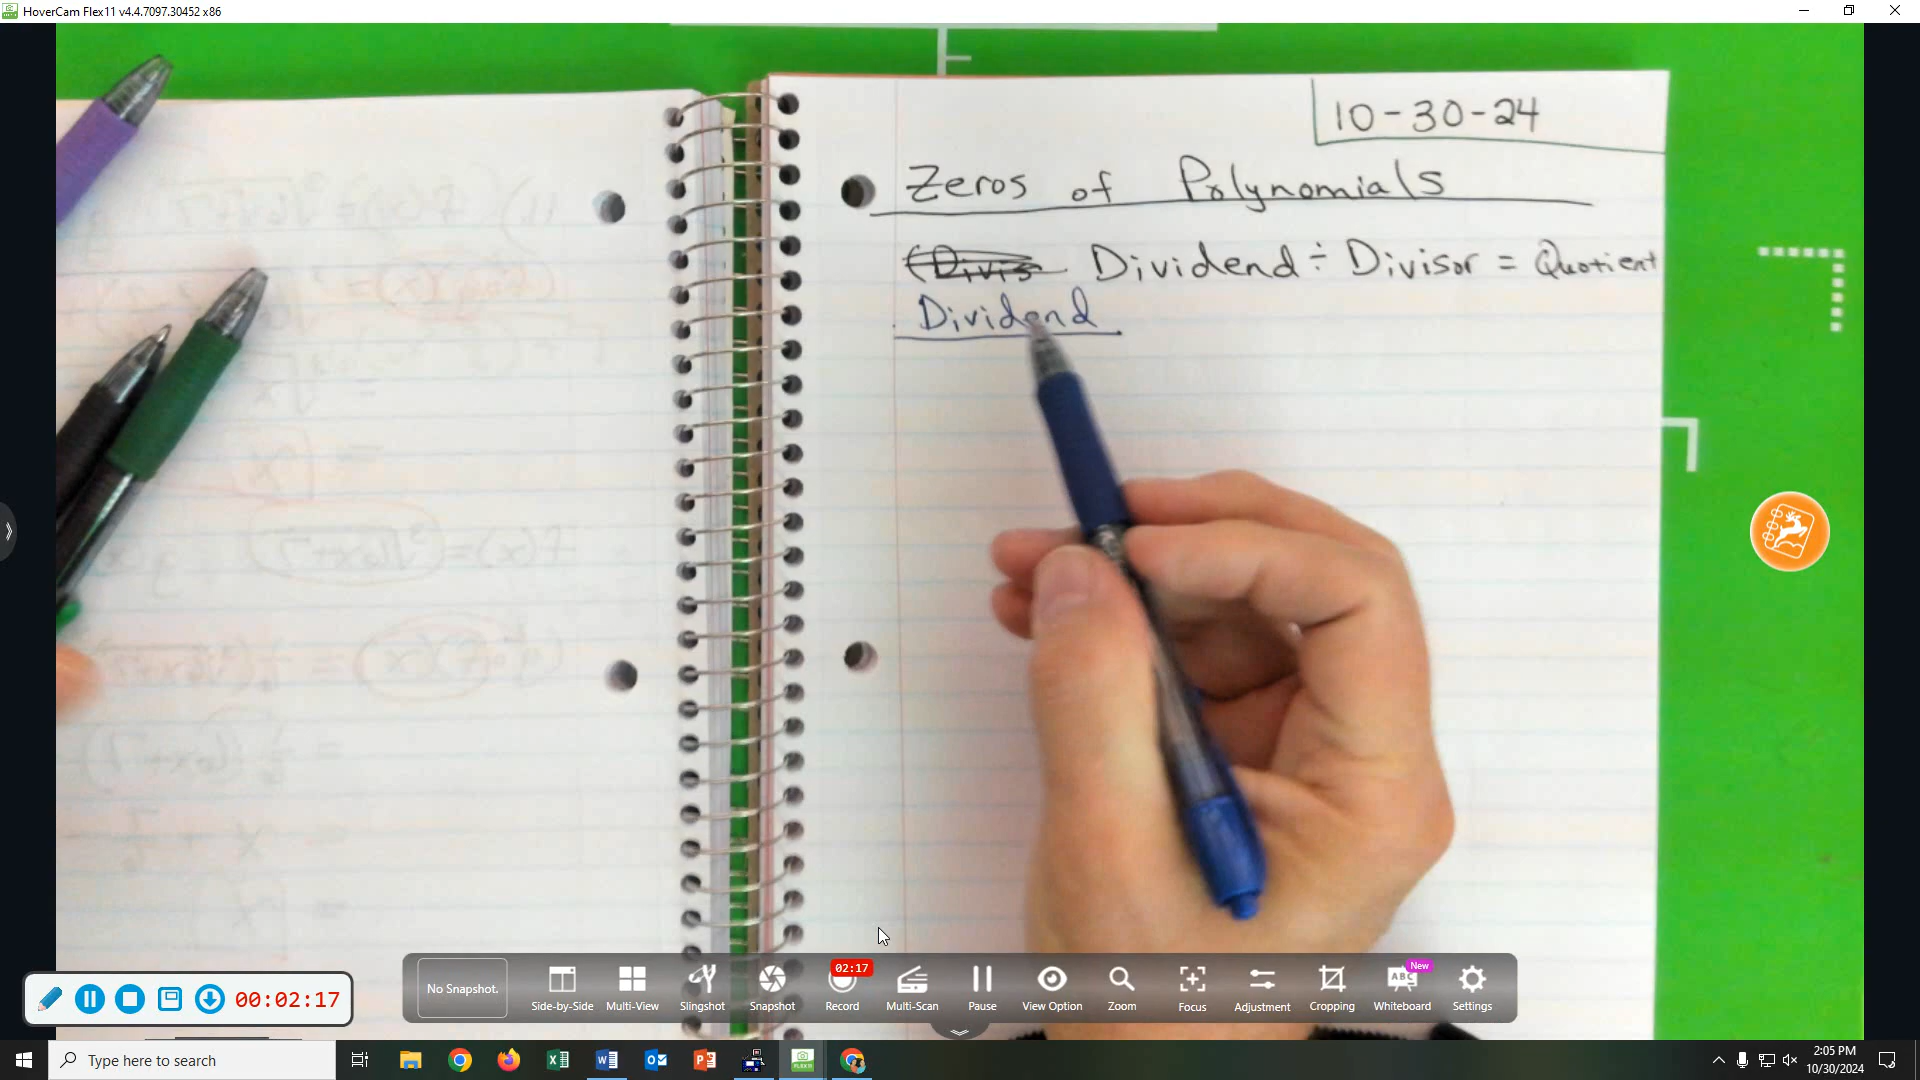 HoverCam Flex11 v4.4.7097.30452 x86
10-30-24
Zeros of Polynomials
(Divis Dividend ÷ Divisor = Quotient
Dividend
No Snapshot.
Side-by-Side
Multi-View
Slingshot
Snapshot
02:17
Record
Multi-Scan
Pause
View Option
Zoom
Focus
Adjustment
Cropping
ABC
New
Whiteboard
Settings
00:02:17
Type here to search
FLEX11
2:05 PM
10/30/2024